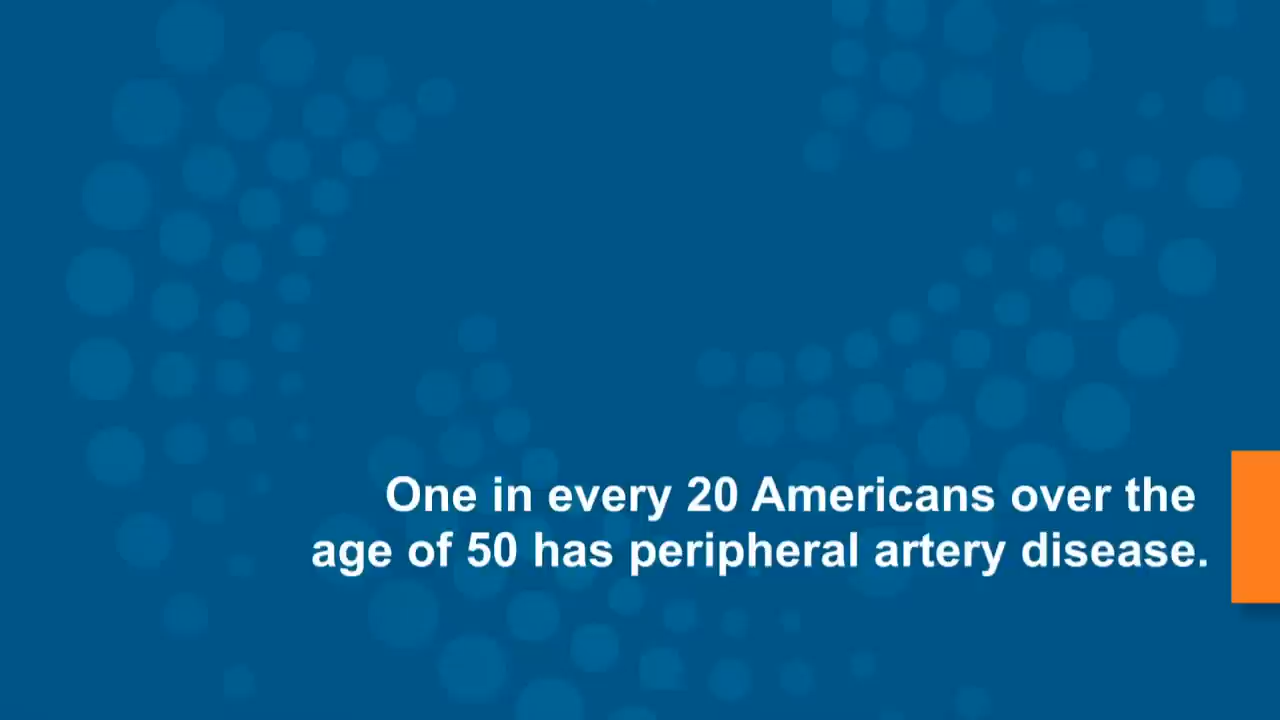 One in every 20 Americans over the
age of 50 has peripheral artery disease.